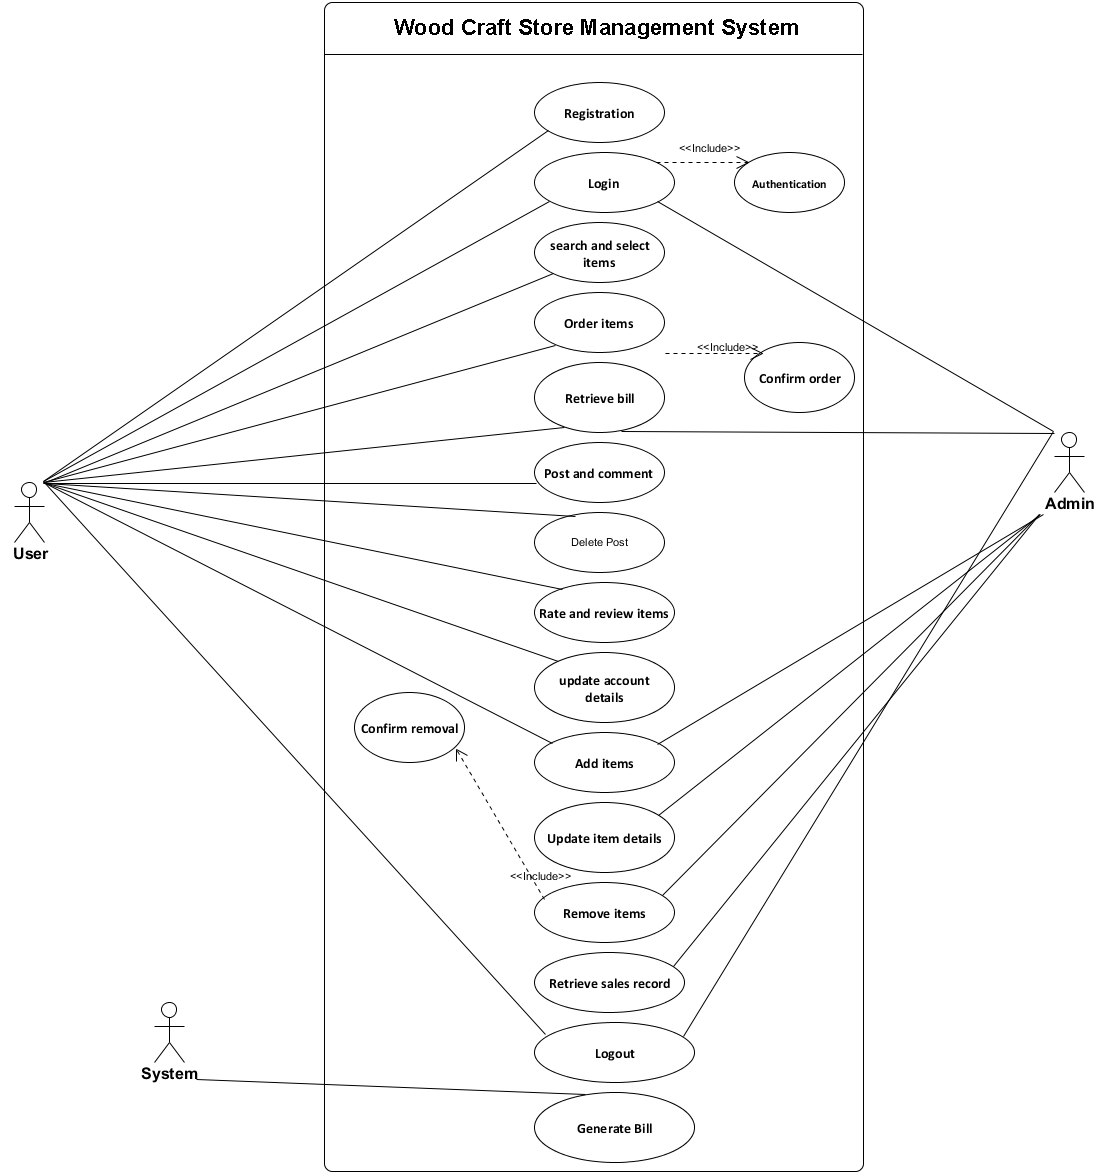 Wood Craft Store Management System
Registration
<<Include>>
Login
Authentication
search and select
items
Order items
<<Include>>
Confirm order
Retrieve bill
Post and comment
Admin
Delete Post
User
Rate and review items
update account
details
Confirm removal
Add items
Update item details
<<Include>>
Remove items
Retrieve sales record
Logout
System
Generate Bill